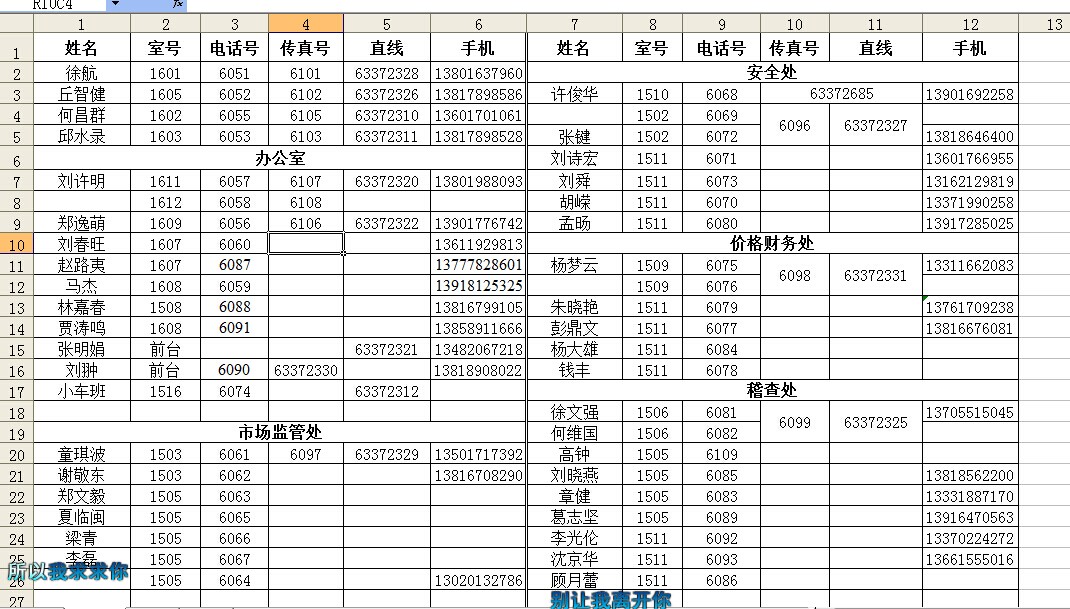 R10C4 fx
1 2 3 4 5 6 7 8 9 10 11 12 13
1 姓名 室号 电话号 传真号 直线 手机 姓名 室号 电话号 传真号 直线 手机
2 徐航 1601 6051 6101 63372328 13801637960 安全处
3 丘智健 1605 6052 6102 63372326 13817898586 许俊华 1510 6068 63372685 13901692258
4 何昌群 1602 6055 6105 63372310 13601701061 1502 6069
6096 63372327
5 邱水录 1603 6053 6103 63372311 13817898528 张键 1502 6072 13818646400
6 办公室 刘诗宏 1511 6071 13601766955
7 刘许明 1611 6057 6107 63372320 13801988093 刘舜 1511 6073 13162129819
8 1612 6058 6108 胡嵘 1511 6070 13371990258
9 郑逸萌 1609 6056 6106 63372322 13901776742 孟旸 1511 6080 13917285025
10 刘春旺 1607 6060 13611929813 价格财务处
11 赵路夷 1607 6087 13777828601 杨梦云 1509 6075 13311662083
6098 63372331
12 马杰 1608 6059 13918125325 1509 6076
13 林嘉春 1508 6088 13816799105 朱晓艳 1511 6079 13761709238
14 贾涛鸣 1608 6091 13858911666 彭鼎文 1511 6077 13816676081
15 张明娟 前台 63372321 13482067218 杨大雄 1511 6084
16 刘翀 前台 6090 63372330 13818908022 钱丰 1511 6078
17 小车班 1516 6074 63372312 稽查处
18 徐文强 1506 6081 13705515045
6099 63372325
19 市场监管处 何维国 1506 6082
20 童琪波 1503 6061 6097 63372329 13501717392 高钟 1505 6109
21 谢敬东 1503 6062 13816708290 刘晓燕 1505 6085 13818562200
22 郑文毅 1505 6063 章健 1505 6083 13331887170
23 夏临闽 1505 6065 葛志坚 1505 6089 13916470563
24 梁青 1505 6066 李光伦 1511 6092 13370224272
25 李磊 1505 6067 沈京华 1511 6093 13661555016
所以我求求你
26 1505 6064 13020132786 顾月蕾 1511 6086
27
别让我离开你